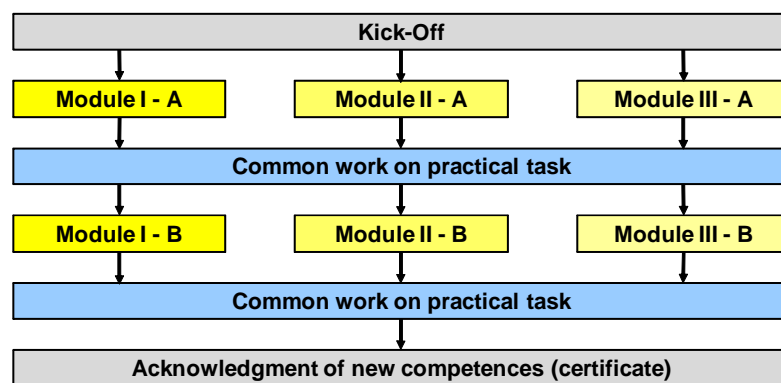 Kick-Off
Module I - A
Module II - A
Module III - A
Common work on practical task
Module I - B
Module II - B
Module III - B
Common work on practical task
Acknowledgment of new competences (certificate)